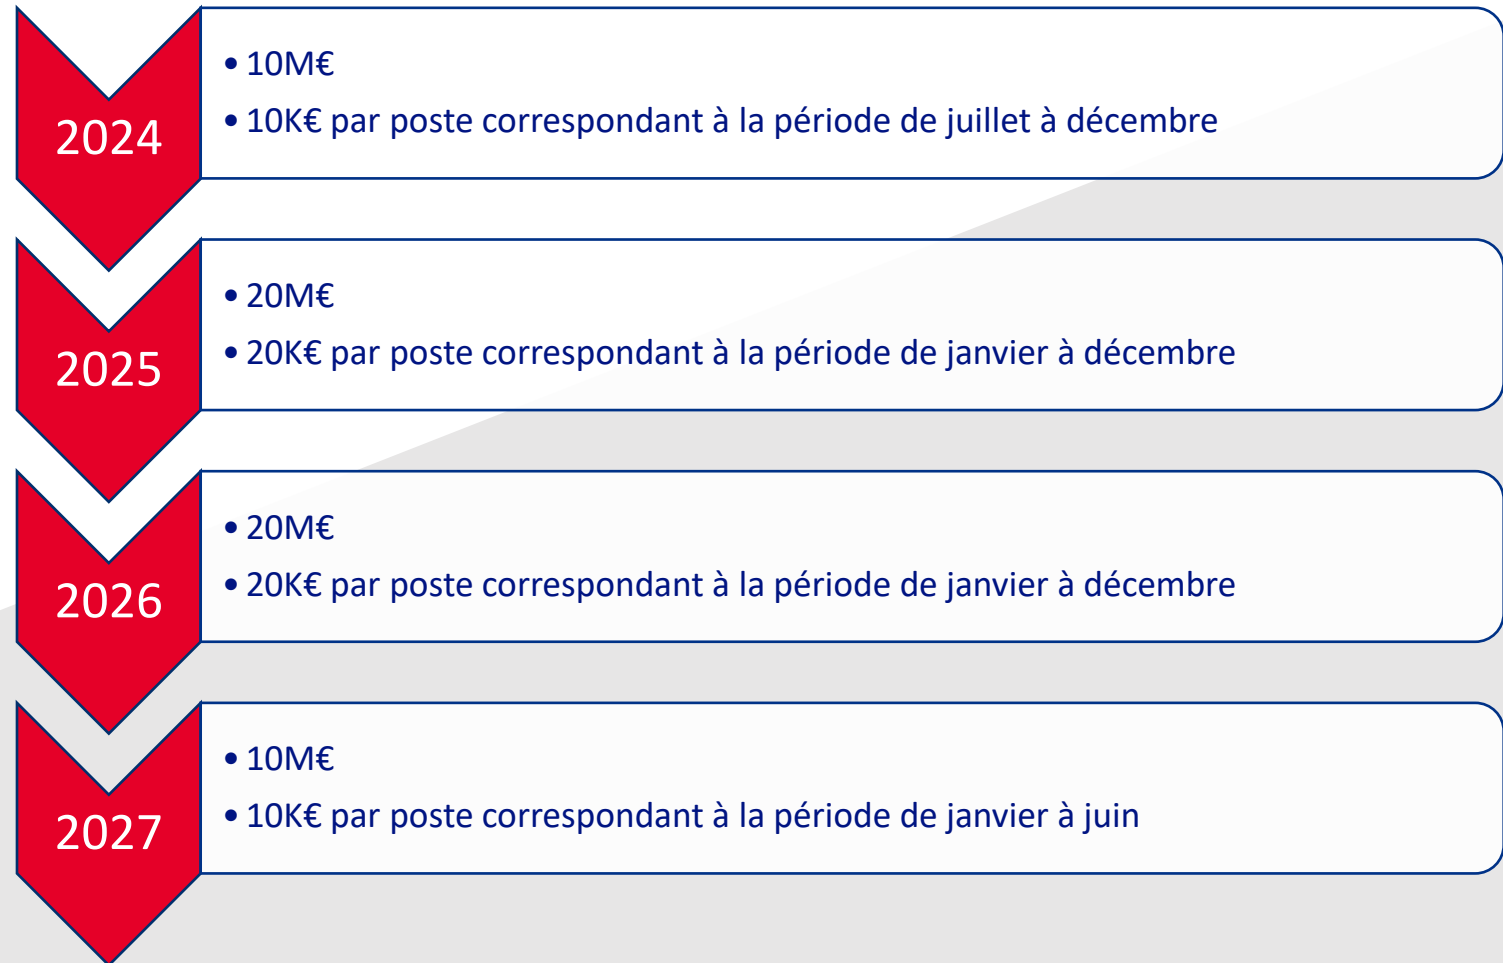 2024
• 10M€
• 10K€ par poste correspondant à la période de juillet à décembre
2025
• 20M€
• 20K€ par poste correspondant à la période de janvier à décembre
2026
• 20M€
• 20K€ par poste correspondant à la période de janvier à décembre
2027
• 10M€
• 10K€ par poste correspondant à la période de janvier à juin